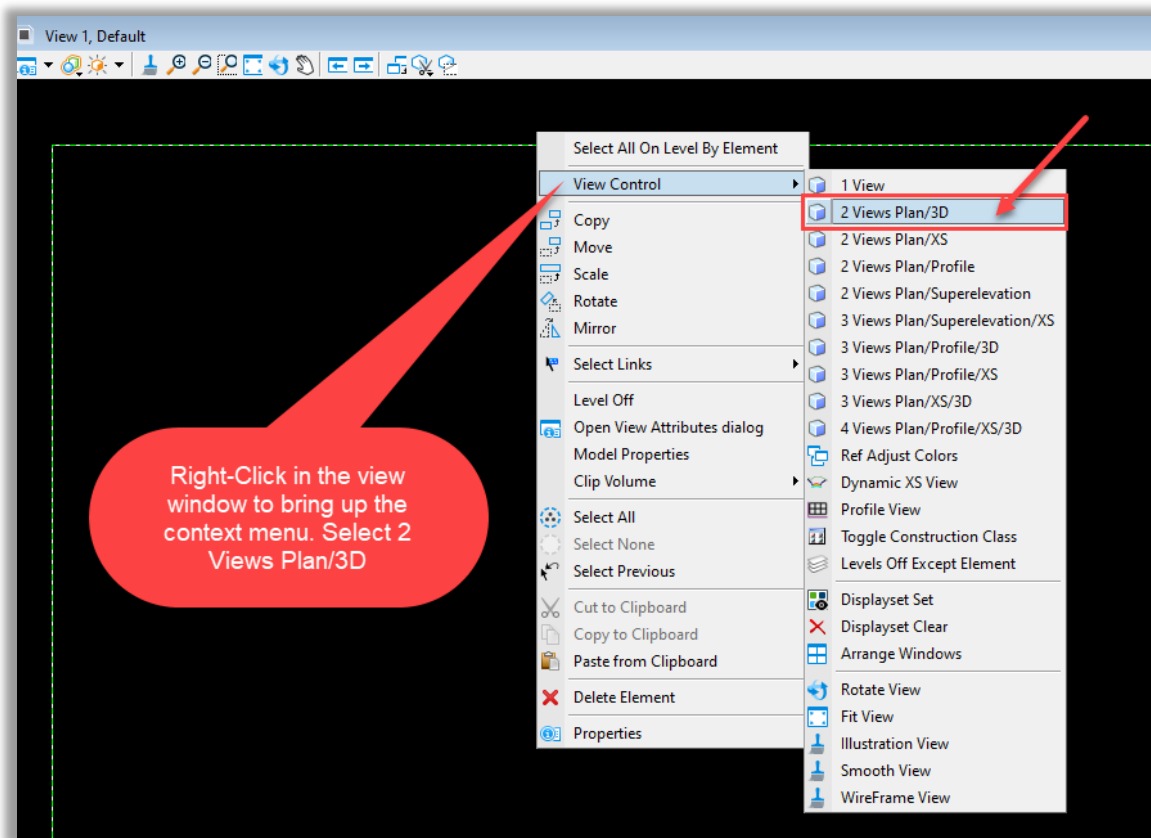 View 1, Default
Select All On Level By Element
View Control
Copy
Move
Scale
Rotate
Mirror
Select Links
Level Off
Open View Attributes dialog
Model Properties
Clip Volume
Select All
Select None
Select Previous
Cut to Clipboard
Copy to Clipboard
Paste from Clipboard
Delete Element
Properties
1 View
2 Views Plan/3D
2 Views Plan/XS
2 Views Plan/Profile
2 Views Plan/Superelevation
3 Views Plan/Superelevation/XS
3 Views Plan/Profile/3D
3 Views Plan/Profile/XS
3 Views Plan/XS/3D
4 Views Plan/Profile/XS/3D
Ref Adjust Colors
Dynamic XS View
Profile View
Toggle Construction Class
Levels Off Except Element
Displayset Set
Displayset Clear
Arrange Windows
Rotate View
Fit View
Illustration View
Smooth View
WireFrame View
Right-Click in the view
window to bring up the
context menu. Select 2
Views Plan/3D